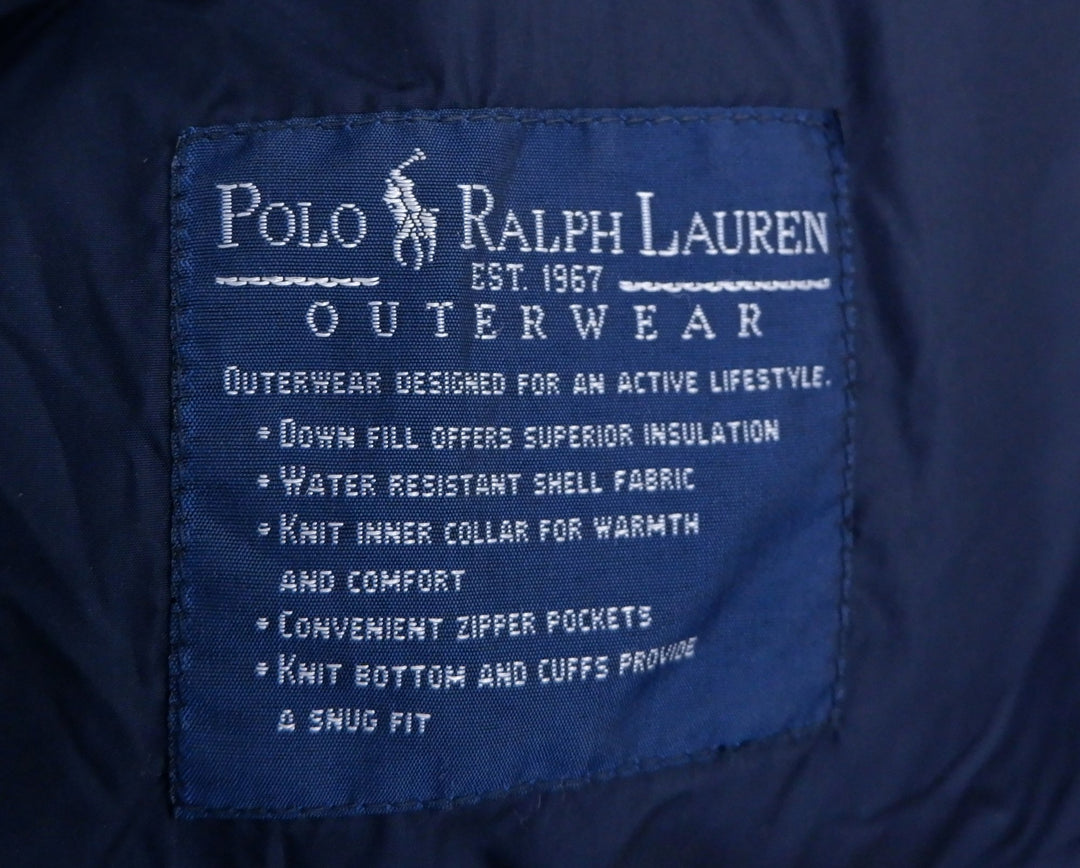 POLO RALPH LAUREN
EST. 1967
OUTERWEAR
OUTERWEAR DESIGNED FOR AN ACTIVE LIFESTYLE.
• DOWN FILL OFFERS SUPERIOR INSULATION
• WATER RESISTANT SHELL FABRIC
• KNIT INNER COLLAR FOR WARMTH
AND COMFORT
• CONVENIENT ZIPPER POCKETS
• KNIT BOTTOM AND CUFFS PROVIDE
A SNUG FIT